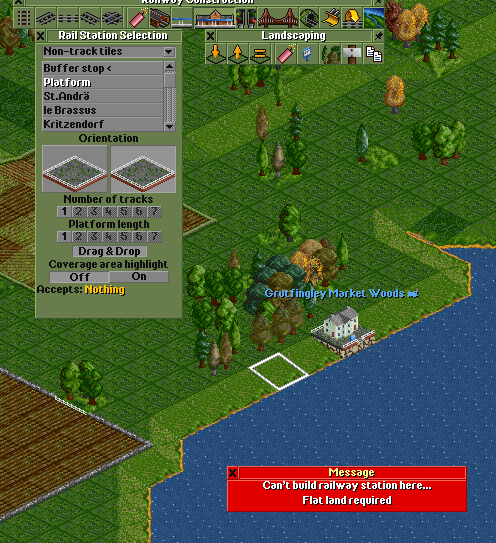 Railway Construction
Rail Station Selection
Landscaping
Non-track tiles
Buffer stop <
Platform
St.Andrä
le Brassus
Kritzendorf
Orientation
Number of tracks
1 2 3 4 5 6 7
Platform length
1 2 3 4 5 6 7
Drag & Drop
Coverage area highlight
Off On
Accepts: Nothing
Grutfingley Market Woods
Message
Can't build railway station here...
Flat land required